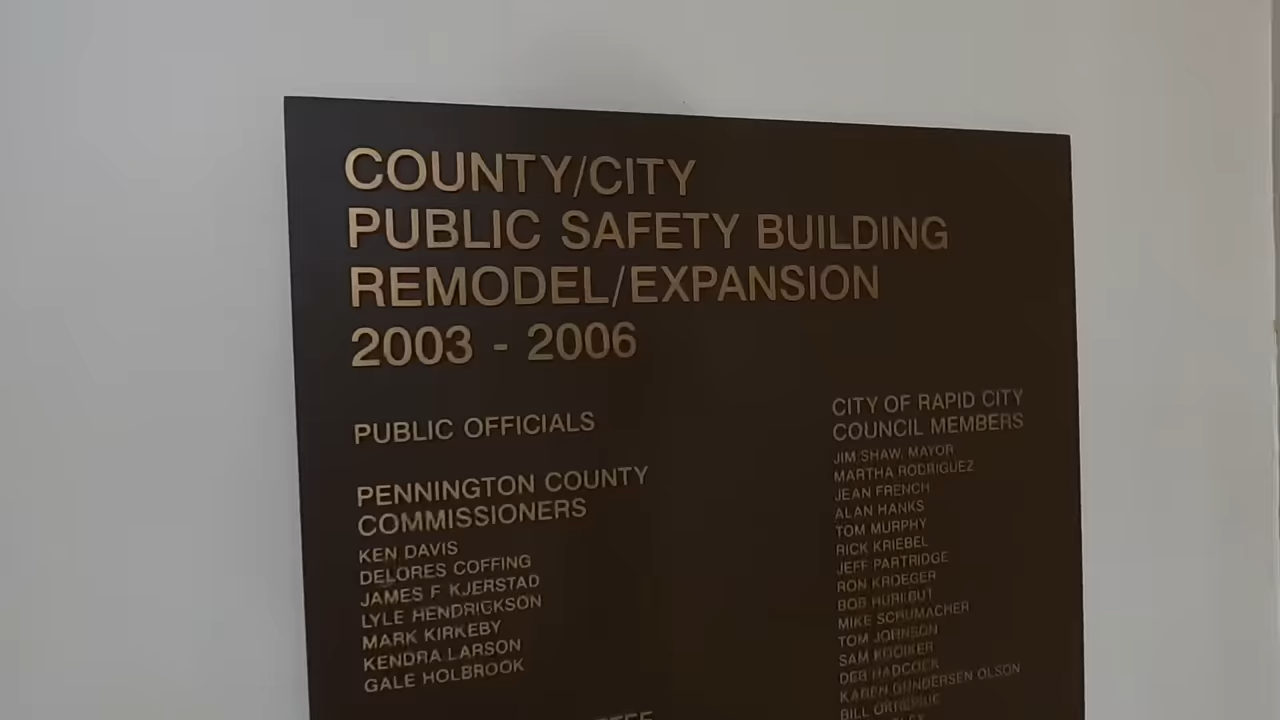 COUNTY/CITY
PUBLIC SAFETY BUILDING
REMODEL/EXPANSION
2003 - 2006
PUBLIC OFFICIALS
PENNINGTON COUNTY
COMMISSIONERS
KEN DAVIS
DELORES COFFING
JAMES F KJERSTAD
LYLE HENDRICKSON
MARK KIRKEBY
KENDRA LARSON
GALE HOLBROOK
CITY OF RAPID CITY
COUNCIL MEMBERS
JIM SHAW, MAYOR
MARTHA RODRIGUEZ
JEAN FRENCH
ALAN HANKS
TOM MURPHY
RICK KRIEBEL
JEFF PARTRIDGE
RON KROEGER
BOB HURLBUT
MIKE SCHUMACHER
TOM JOHNSON
SAM KOOIKER
DEB HADCOCK
KAREN GUNDERSEN OLSON
BILL